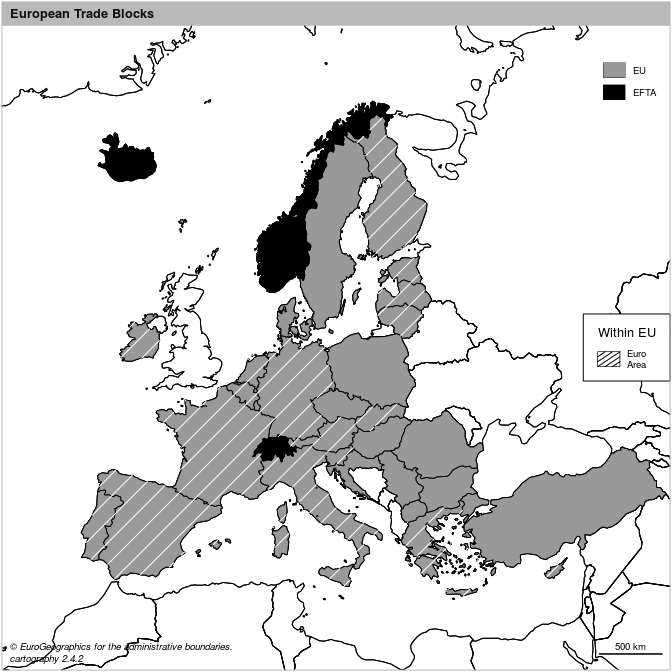 European Trade Blocks
EU
EFTA
Within EU
Euro
Area
© EuroGeographics for the administrative boundaries.
cartography 2.4.2
500 km